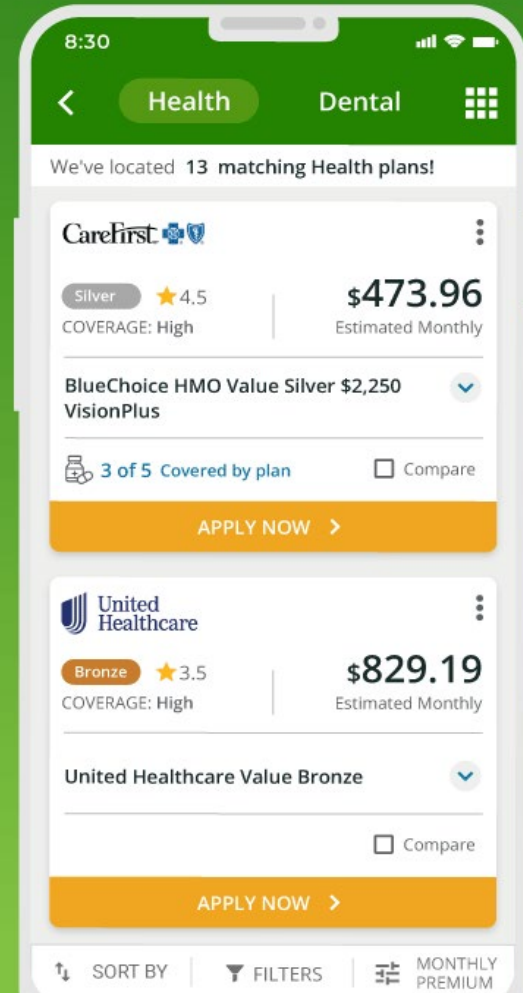 8:30
Health Dental
We've located 13 matching Health plans!
CareFirst
Silver 4.5 $473.96
COVERAGE: High Estimated Monthly
BlueChoice HMO Value Silver $2,250
VisionPlus
3 of 5 Covered by plan Compare
APPLY NOW >
United
Healthcare
Bronze 3.5 $829.19
COVERAGE: High Estimated Monthly
United Healthcare Value Bronze
Compare
APPLY NOW >
SORT BY FILTERS MONTHLY
PREMIUM